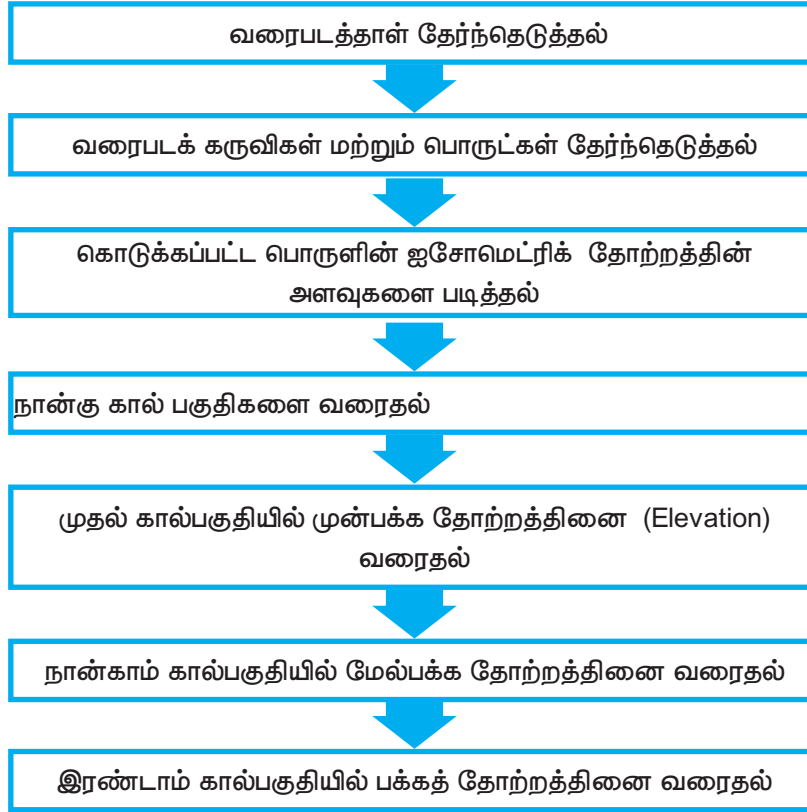 வரைபடத்தாள் தேர்ந்தெடுத்தல்
வரைபடக் கருவிகள் மற்றும் பொருட்கள் தேர்ந்தெடுத்தல்
கொடுக்கப்பட்ட பொருளின் ஐசோமெட்ரிக் தோற்றத்தின்
அளவுகளை படித்தல்
நான்கு கால் பகுதிகளை வரைதல்
முதல் கால்பகுதியில் முன்பக்க தோற்றத்தினை (Elevation)
வரைதல்
நான்காம் கால்பகுதியில் மேல்பக்க தோற்றத்தினை வரைதல்
இரண்டாம் கால்பகுதியில் பக்கத் தோற்றத்தினை வரைதல்